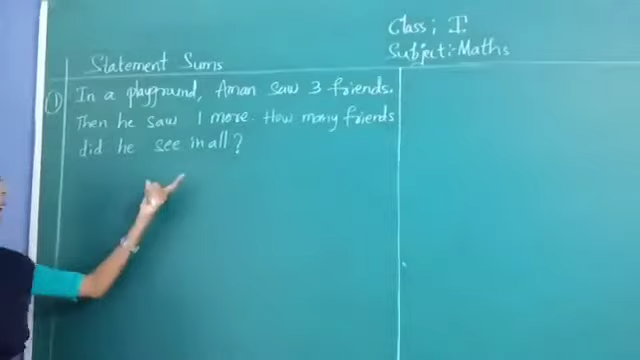 Class: I
Subject:- Maths
Statement Sums
① In a playground, Aman saw 3 friends.
Then he saw 1 more. How many friends
did he see in all?